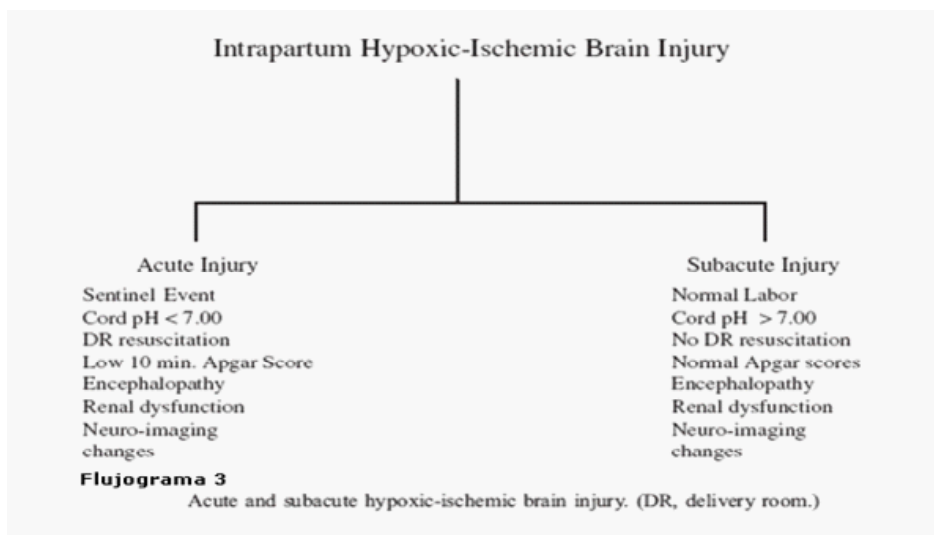 Intrapartum Hypoxic-Ischemic Brain Injury
Acute Injury
Sentinel Event
Cord pH < 7.00
DR resuscitation
Low 10 min. Apgar Score
Encephalopathy
Renal dysfunction
Neuro-imaging
changes
Subacute Injury
Normal Labor
Cord pH > 7.00
No DR resuscitation
Normal Apgar scores
Encephalopathy
Renal dysfunction
Neuro-imaging
changes
Flujograma 3
Acute and subacute hypoxic-ischemic brain injury. (DR, delivery room.)